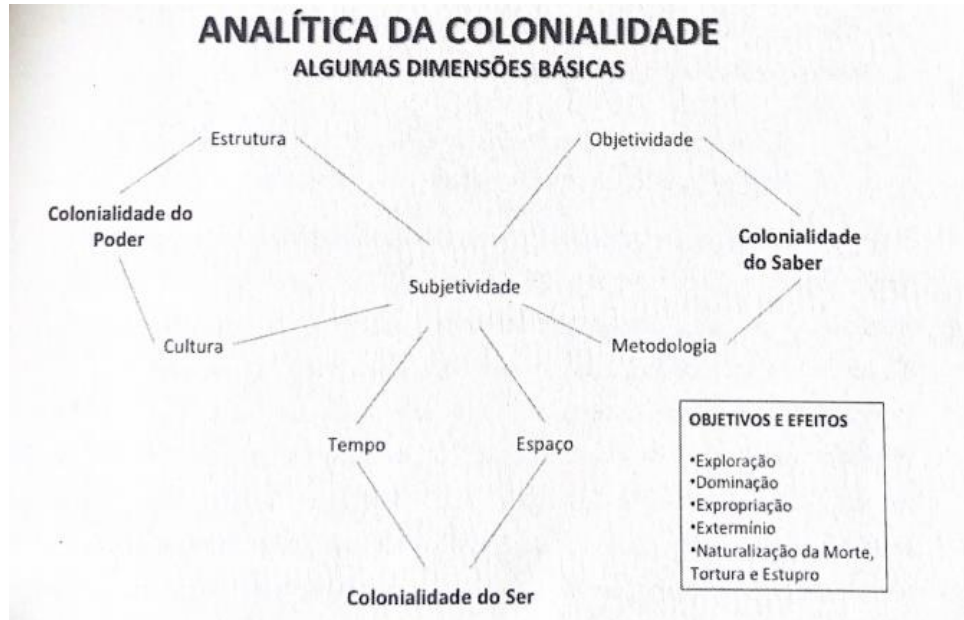 ANALÍTICA DA COLONIALIDADE
ALGUMAS DIMENSÕES BÁSICAS
Estrutura
Objetividade
Colonialidade do
Poder
Colonialidade
do Saber
Subjetividade
Cultura
Metodologia
Tempo
Espaço
OBJETIVOS E EFEITOS
•Exploração
•Dominação
•Expropriação
•Extermínio
•Naturalização da Morte,
Tortura e Estupro
Colonialidade do Ser